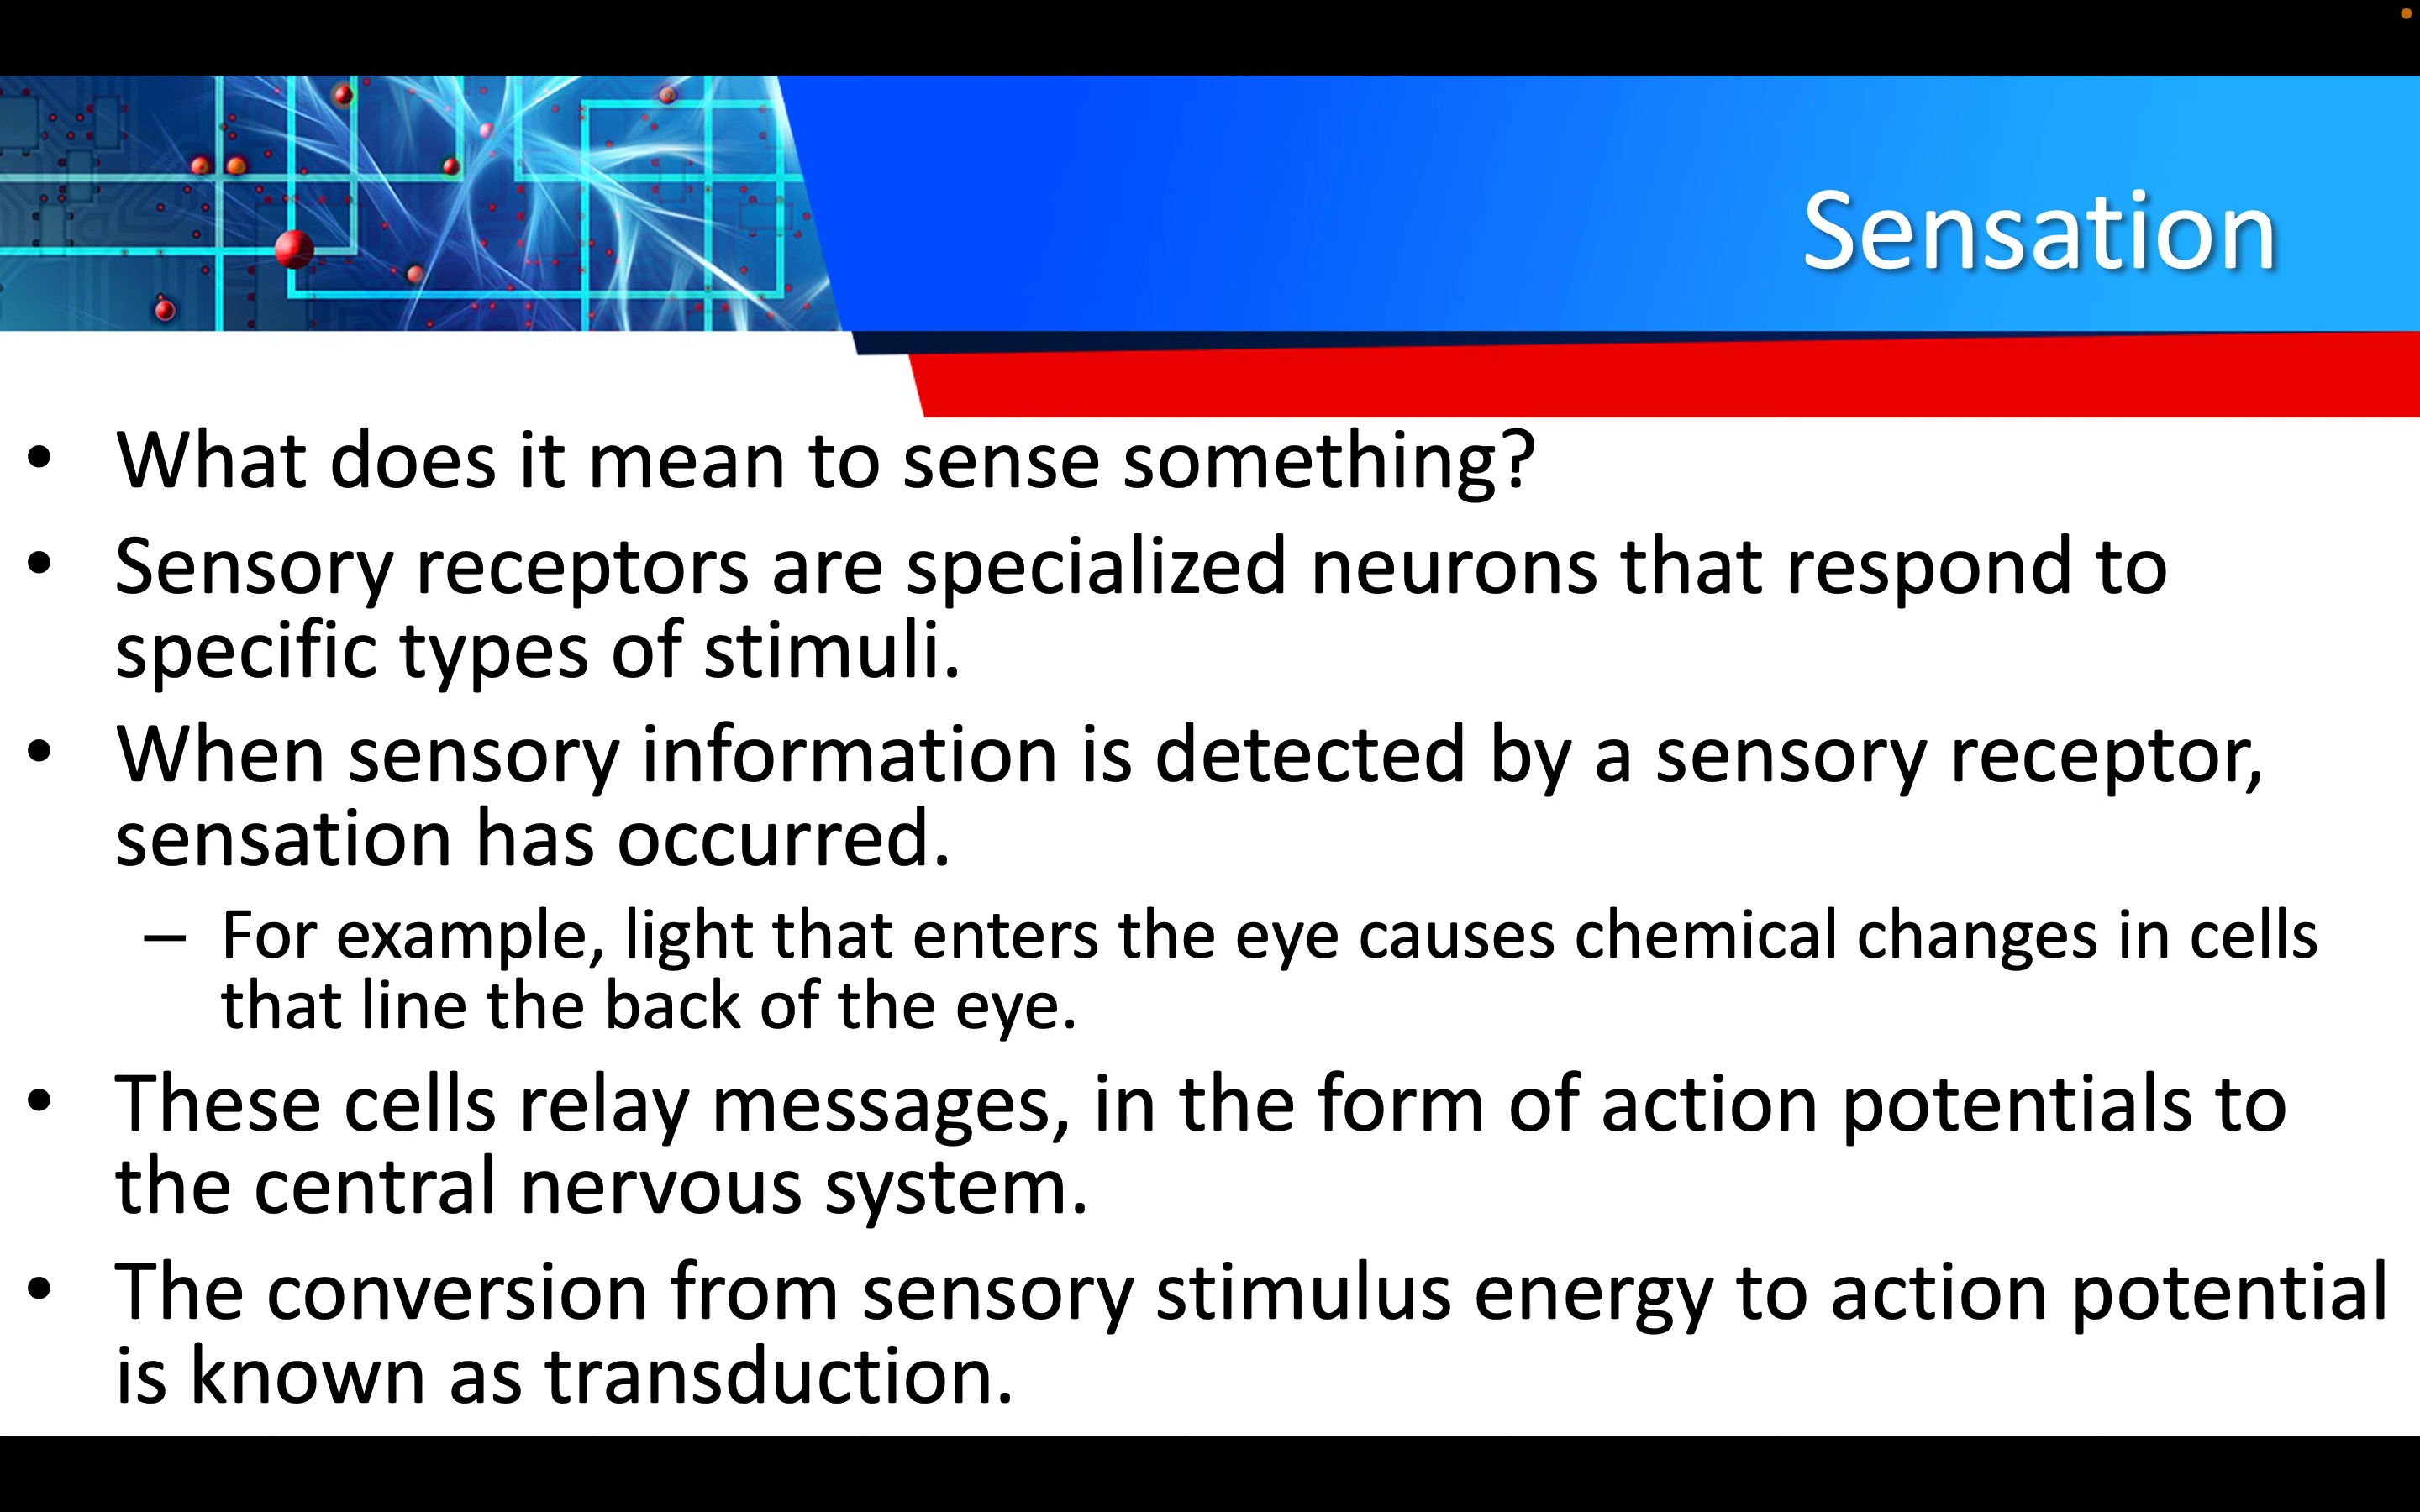 Sensation
• What does it mean to sense something?
• Sensory receptors are specialized neurons that respond to
specific types of stimuli.
• When sensory information is detected by a sensory receptor,
sensation has occurred.
– For example, light that enters the eye causes chemical changes in cells
that line the back of the eye.
• These cells relay messages, in the form of action potentials to
the central nervous system.
• The conversion from sensory stimulus energy to action potential
is known as transduction.